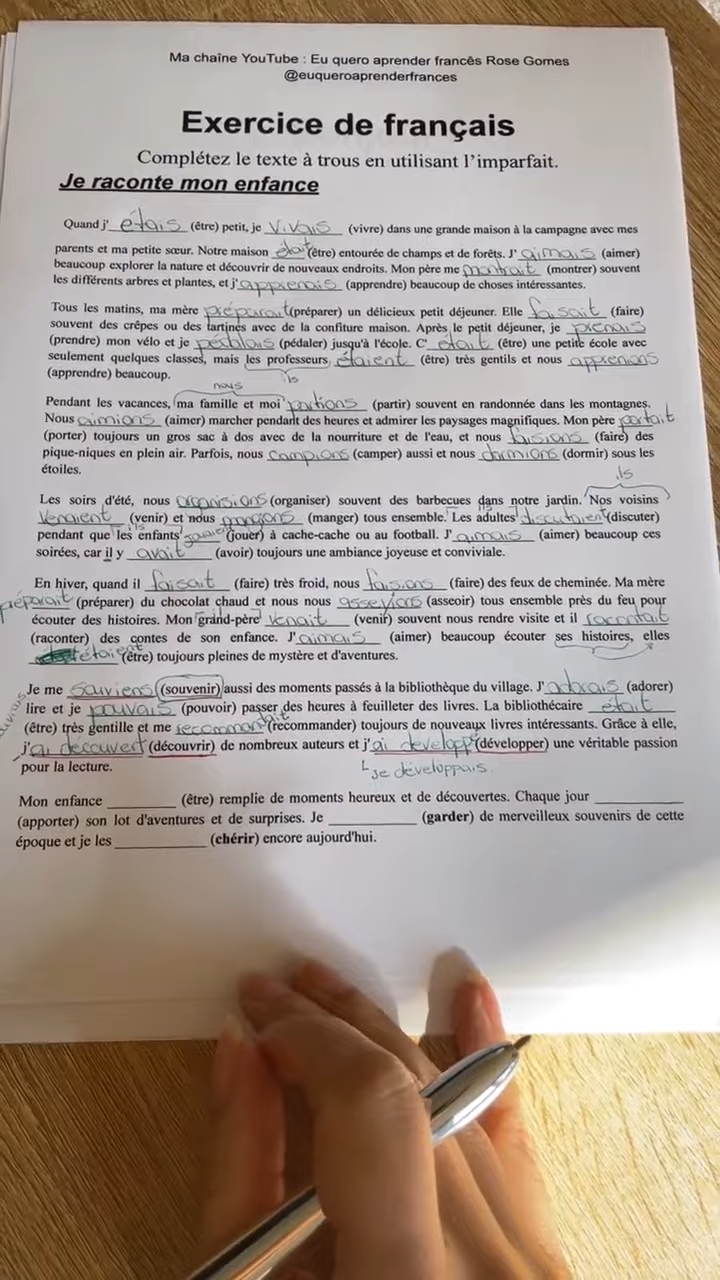 Ma chaîne YouTube : Eu quero aprender francês Rose Gomes
@euqueroaprenderfrances
Exercice de français
Complétez le texte à trous en utilisant l'imparfait.
Je raconte mon enfance
Quand j' étais (être) petit, je vivais (vivre) dans une grande maison à la campagne avec mes
parents et ma petite sœur. Notre maison était (être) entourée de champs et de forêts. J' aimais (aimer)
beaucoup explorer la nature et découvrir de nouveaux endroits. Mon père me montrait (montrer) souvent
les différents arbres et plantes, et j' apprenais (apprendre) beaucoup de choses intéressantes.
Tous les matins, ma mère préparait (préparer) un délicieux petit déjeuner. Elle faisait (faire)
souvent des crêpes ou des tartines avec de la confiture maison. Après le petit déjeuner, je prenais
(prendre) mon vélo et je pédalais (pédaler) jusqu'à l'école. C' était (être) une petite école avec
seulement quelques classes, mais les professeurs étaient (être) très gentils et nous apprenions
(apprendre) beaucoup.
ils
nous
Pendant les vacances, ma famille et moi partions (partir) souvent en randonnée dans les montagnes.
Nous aimions (aimer) marcher pendant des heures et admirer les paysages magnifiques. Mon père portait
(porter) toujours un gros sac à dos avec de la nourriture et de l'eau, et nous faisions (faire) des
pique-niques en plein air. Parfois, nous campions (camper) aussi et nous dormions (dormir) sous les
étoiles.
ils
Les soirs d'été, nous organisions (organiser) souvent des barbecues dans notre jardin. Nos voisins
venaient (venir) et nous mangions (manger) tous ensemble. Les adultes discutaient (discuter)
ils
pendant que les enfants jouaient (jouer) à cache-cache ou au football. J' aimais (aimer) beaucoup ces
soirées, car il y avait (avoir) toujours une ambiance joyeuse et conviviale.
En hiver, quand il faisait (faire) très froid, nous faisions (faire) des feux de cheminée. Ma mère
préparait (préparer) du chocolat chaud et nous nous asseyions (asseoir) tous ensemble près du feu pour
écouter des histoires. Mon grand-père venait (venir) souvent nous rendre visite et il racontait
(raconter) des contes de son enfance. J' aimais (aimer) beaucoup écouter ses histoires, elles
étaient (être) toujours pleines de mystère et d'aventures.
Je me souviens (souvenir) aussi des moments passés à la bibliothèque du village. J' adorais (adorer)
lire et je pouvais (pouvoir) passer des heures à feuilleter des livres. La bibliothécaire était
(être) très gentille et me recommandait (recommander) toujours de nouveaux livres intéressants. Grâce à elle,
j' ai découvert (découvrir) de nombreux auteurs et j' ai developp (développer) une véritable passion
pour la lecture.
je développais
Mon enfance (être) remplie de moments heureux et de découvertes. Chaque jour
(apporter) son lot d'aventures et de surprises. Je (garder) de merveilleux souvenirs de cette
époque et je les (chérir) encore aujourd'hui.